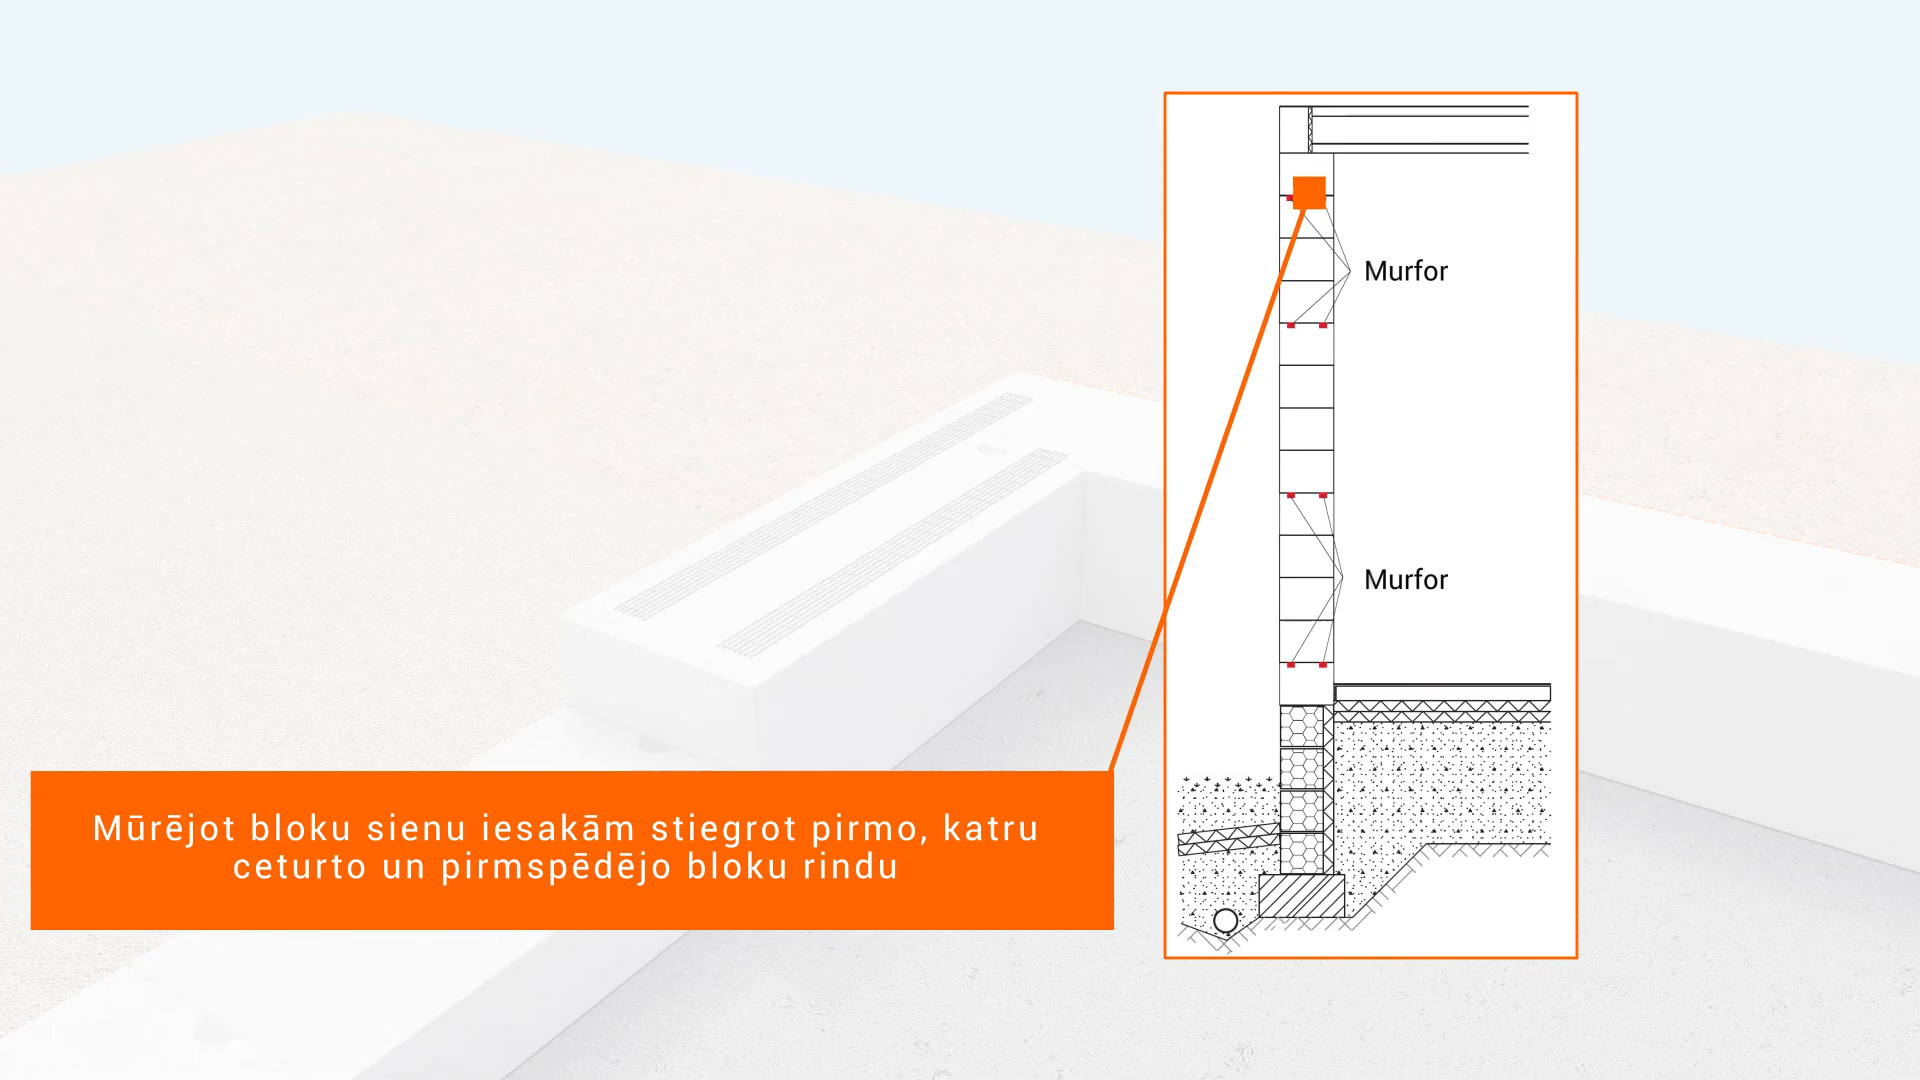 Murfor
Murfor
Mūrējot bloku sienu iesakām stiegrot pirmo, katru
ceturto un pirmspēdējo bloku rindu